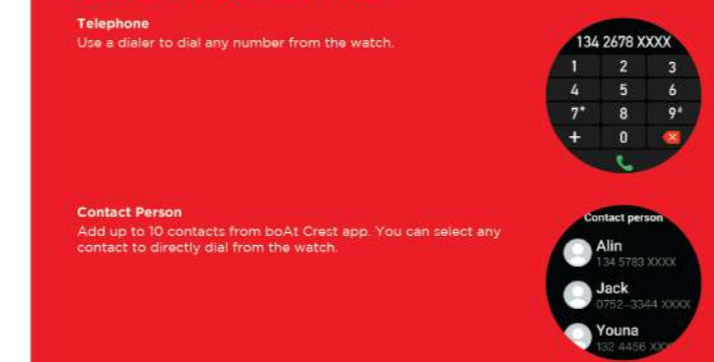 Telephone
Use a dialer to dial any number from the watch.
134 2678 XXXX
1 2 3
4 5 6
7* 8 9#
+ 0
Contact Person
Add up to 10 contacts from boAt Crest app. You can select any
contact to directly dial from the watch.
Contact person
Alin
134 5783 XXXX
Jack
0752-3344 XXXX
Youna
132 4456 XXX